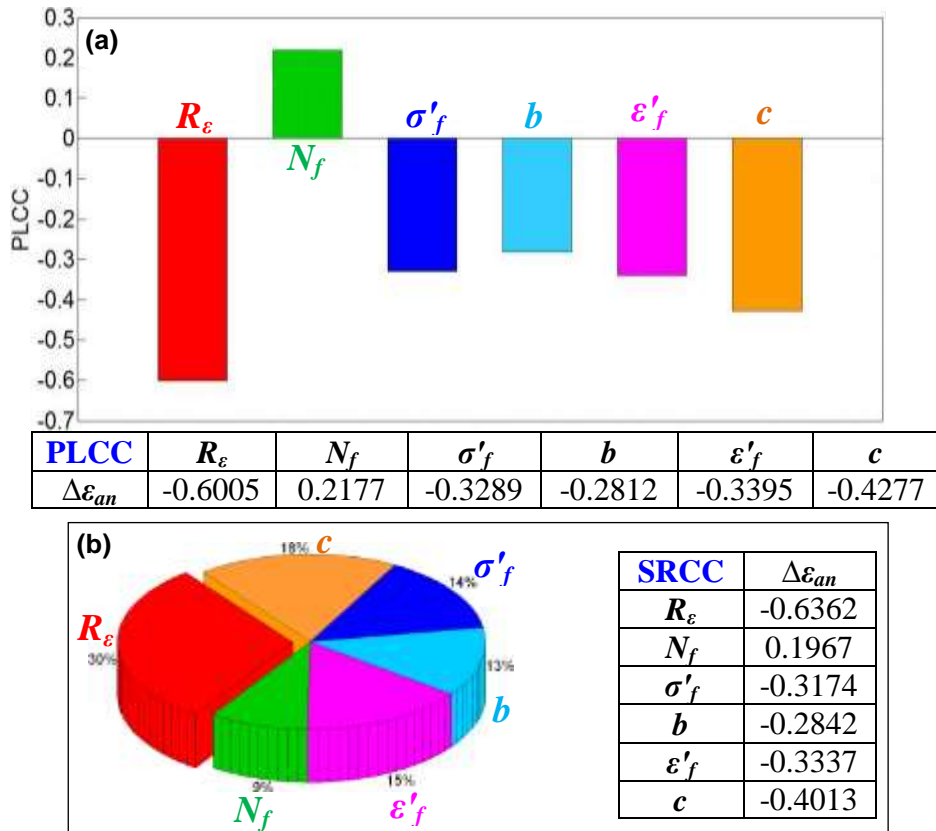 (a)
0.3
0.2
0.1
0
-0.1
-0.2
-0.3
-0.4
-0.5
-0.6
-0.7
PLCC
Rε
Nf
σ'f
b
ε'f
c
PLCC Rε Nf σ'f b ε'f c
Δεan -0.6005 0.2177 -0.3289 -0.2812 -0.3395 -0.4277
(b)
18% c
σ'f
14%
Rε
30%
13%
b
9%
Nf
15%
ε'f
SRCC Δεan
Rε -0.6362
Nf 0.1967
σ'f -0.3174
b -0.2842
ε'f -0.3337
c -0.4013